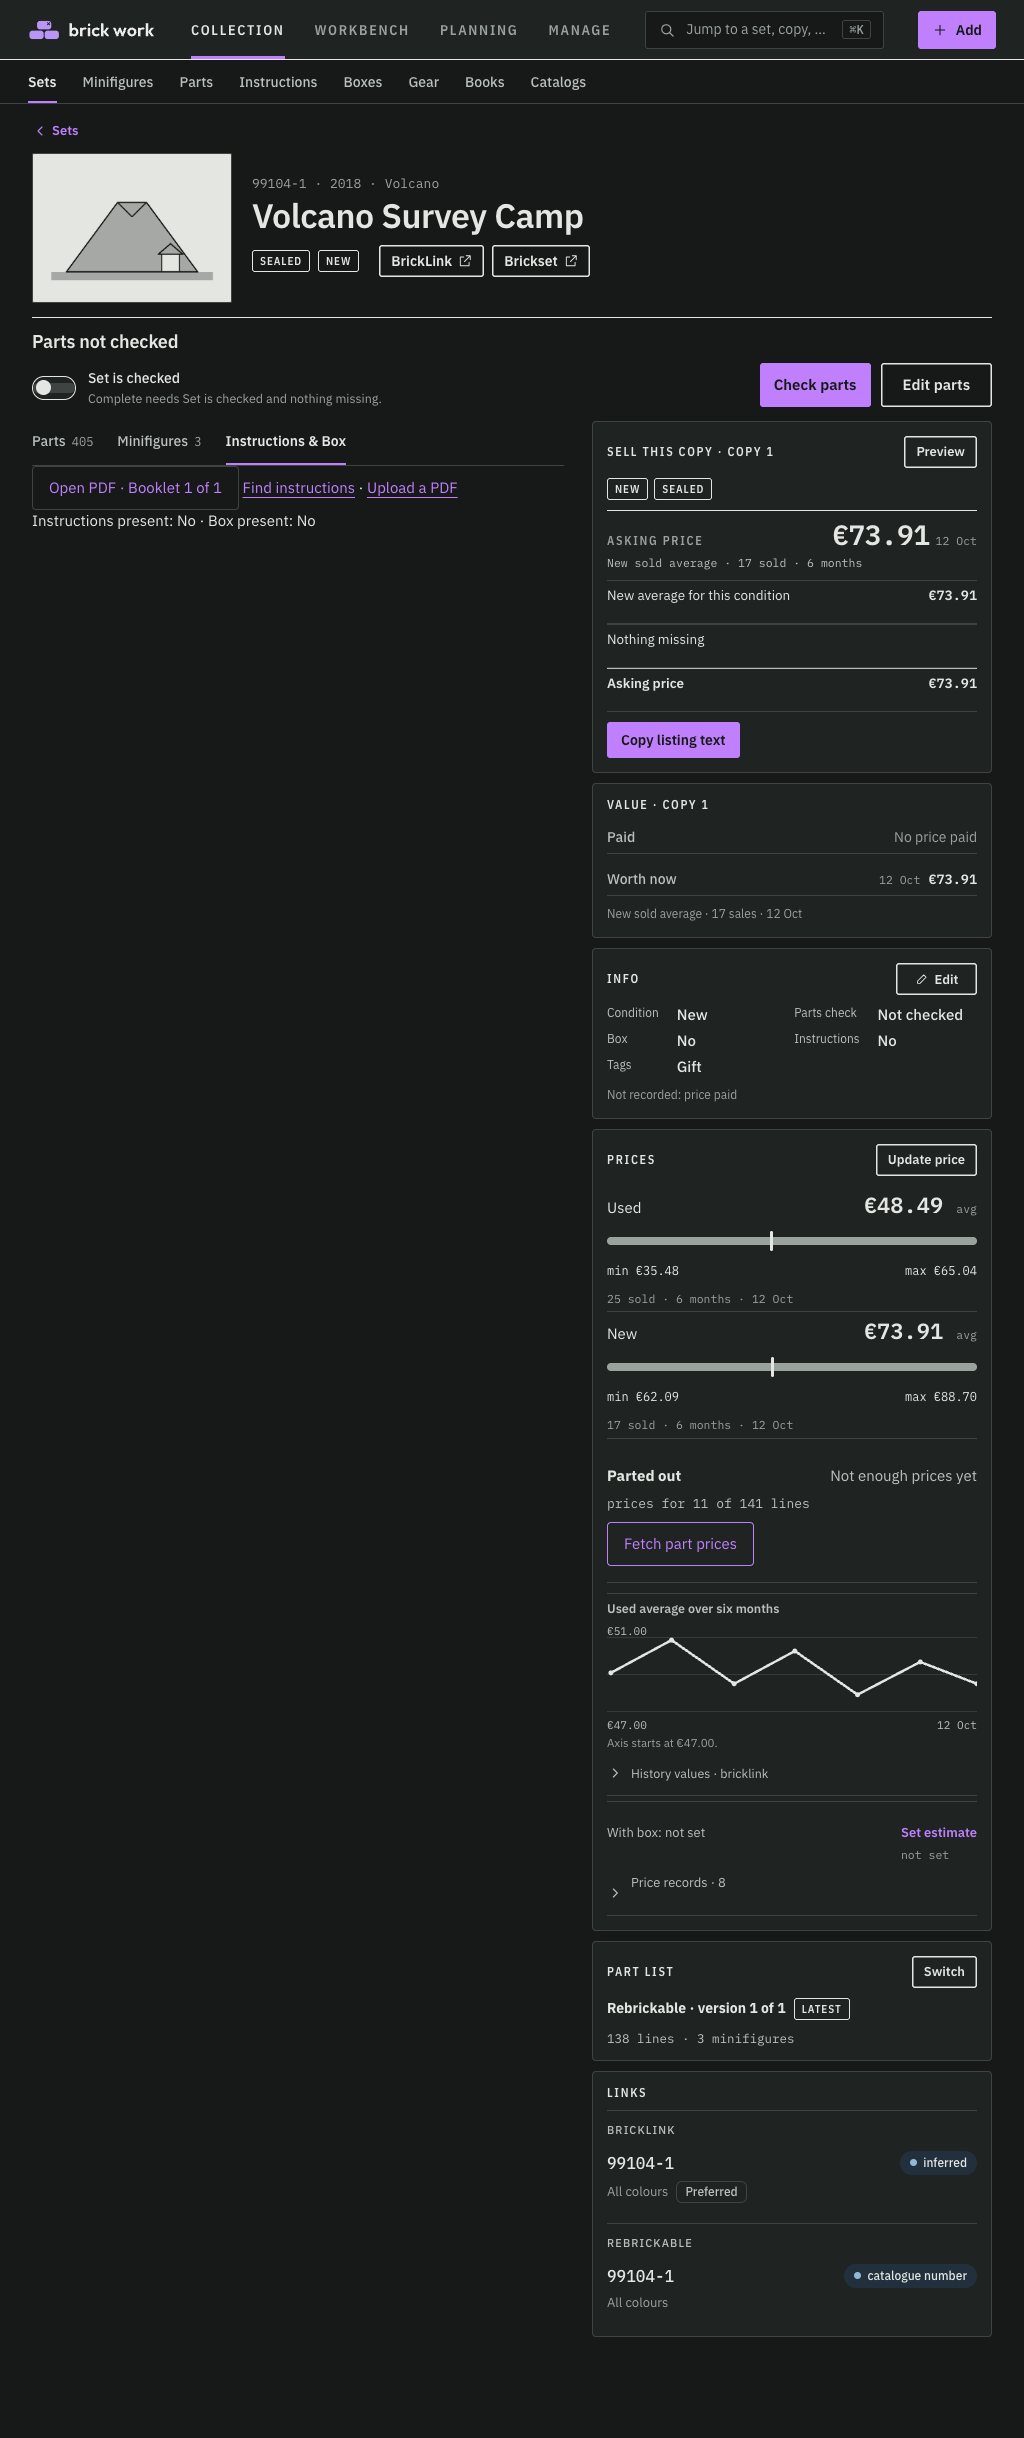 brick work
COLLECTION WORKBENCH PLANNING MANAGE
Jump to a set, copy, ... ⌘K
+ Add
Sets Minifigures Parts Instructions Boxes Gear Books Catalogs
Sets
99104-1 · 2018 · Volcano
Volcano Survey Camp
SEALED NEW BrickLink Brickset
Parts not checked
Set is checked
Complete needs Set is checked and nothing missing.
Check parts Edit parts
Parts 405 Minifigures 3 Instructions & Box
Open PDF · Booklet 1 of 1 Find instructions · Upload a PDF
Instructions present: No · Box present: No
SELL THIS COPY · COPY 1 Preview
NEW SEALED
ASKING PRICE €73.91 12 Oct
New sold average · 17 sold · 6 months
New average for this condition €73.91
Nothing missing
Asking price €73.91
Copy listing text
VALUE · COPY 1
Paid No price paid
Worth now 12 Oct €73.91
New sold average · 17 sales · 12 Oct
INFO Edit
Condition New Parts check Not checked
Box No Instructions No
Tags Gift
Not recorded: price paid
PRICES Update price
Used €48.49 avg
min €35.48 max €65.04
25 sold · 6 months · 12 Oct
New €73.91 avg
min €62.09 max €88.70
17 sold · 6 months · 12 Oct
Parted out Not enough prices yet
prices for 11 of 141 lines
Fetch part prices
Used average over six months
€51.00
€47.00 12 Oct
Axis starts at €47.00.
History values · bricklink
With box: not set Set estimate
not set
Price records · 8
PART LIST Switch
Rebrickable · version 1 of 1 LATEST
138 lines · 3 minifigures
LINKS
BRICKLINK
99104-1 inferred
All colours Preferred
REBRICKABLE
99104-1 catalogue number
All colours